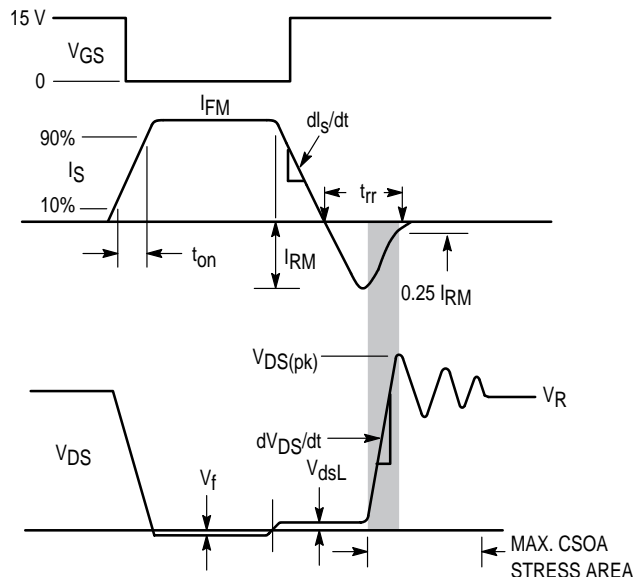 15 V
VGS
0
IFM
90%
dIs/dt
IS
trr
10%
ton
IRM
0.25 IRM
VDS(pk)
VR
dVDS/dt
VDS
Vf
VdsL
MAX. CSOA
STRESS AREA